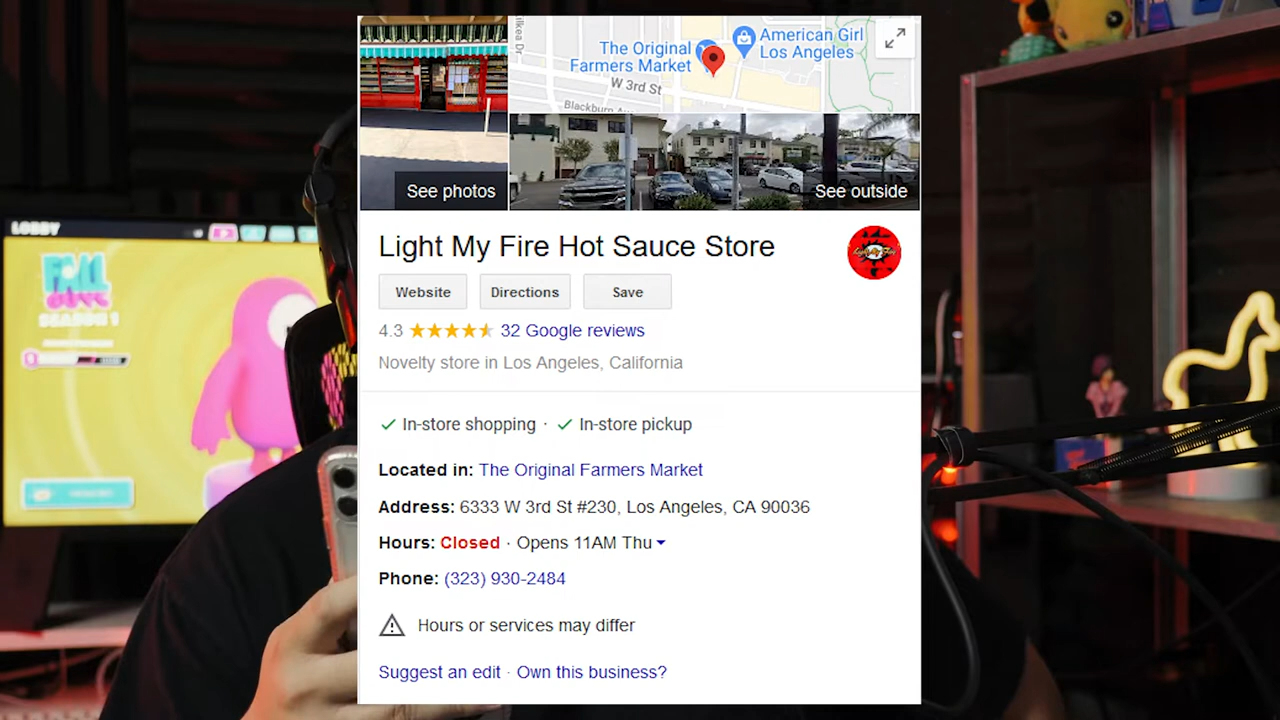 The Original
Farmers Market
American Girl
Los Angeles
W 3rd St
See photos
See outside
LOBBY
FALL
GUYS
SEASON 1
Light My Fire Hot Sauce Store
Website
Directions
Save
4.3
32 Google reviews
Novelty store in Los Angeles, California
In-store shopping · In-store pickup
Located in: The Original Farmers Market
Address: 6333 W 3rd St #230, Los Angeles, CA 90036
Hours: Closed · Opens 11AM Thu
Phone: (323) 930-2484
Hours or services may differ
Suggest an edit · Own this business?